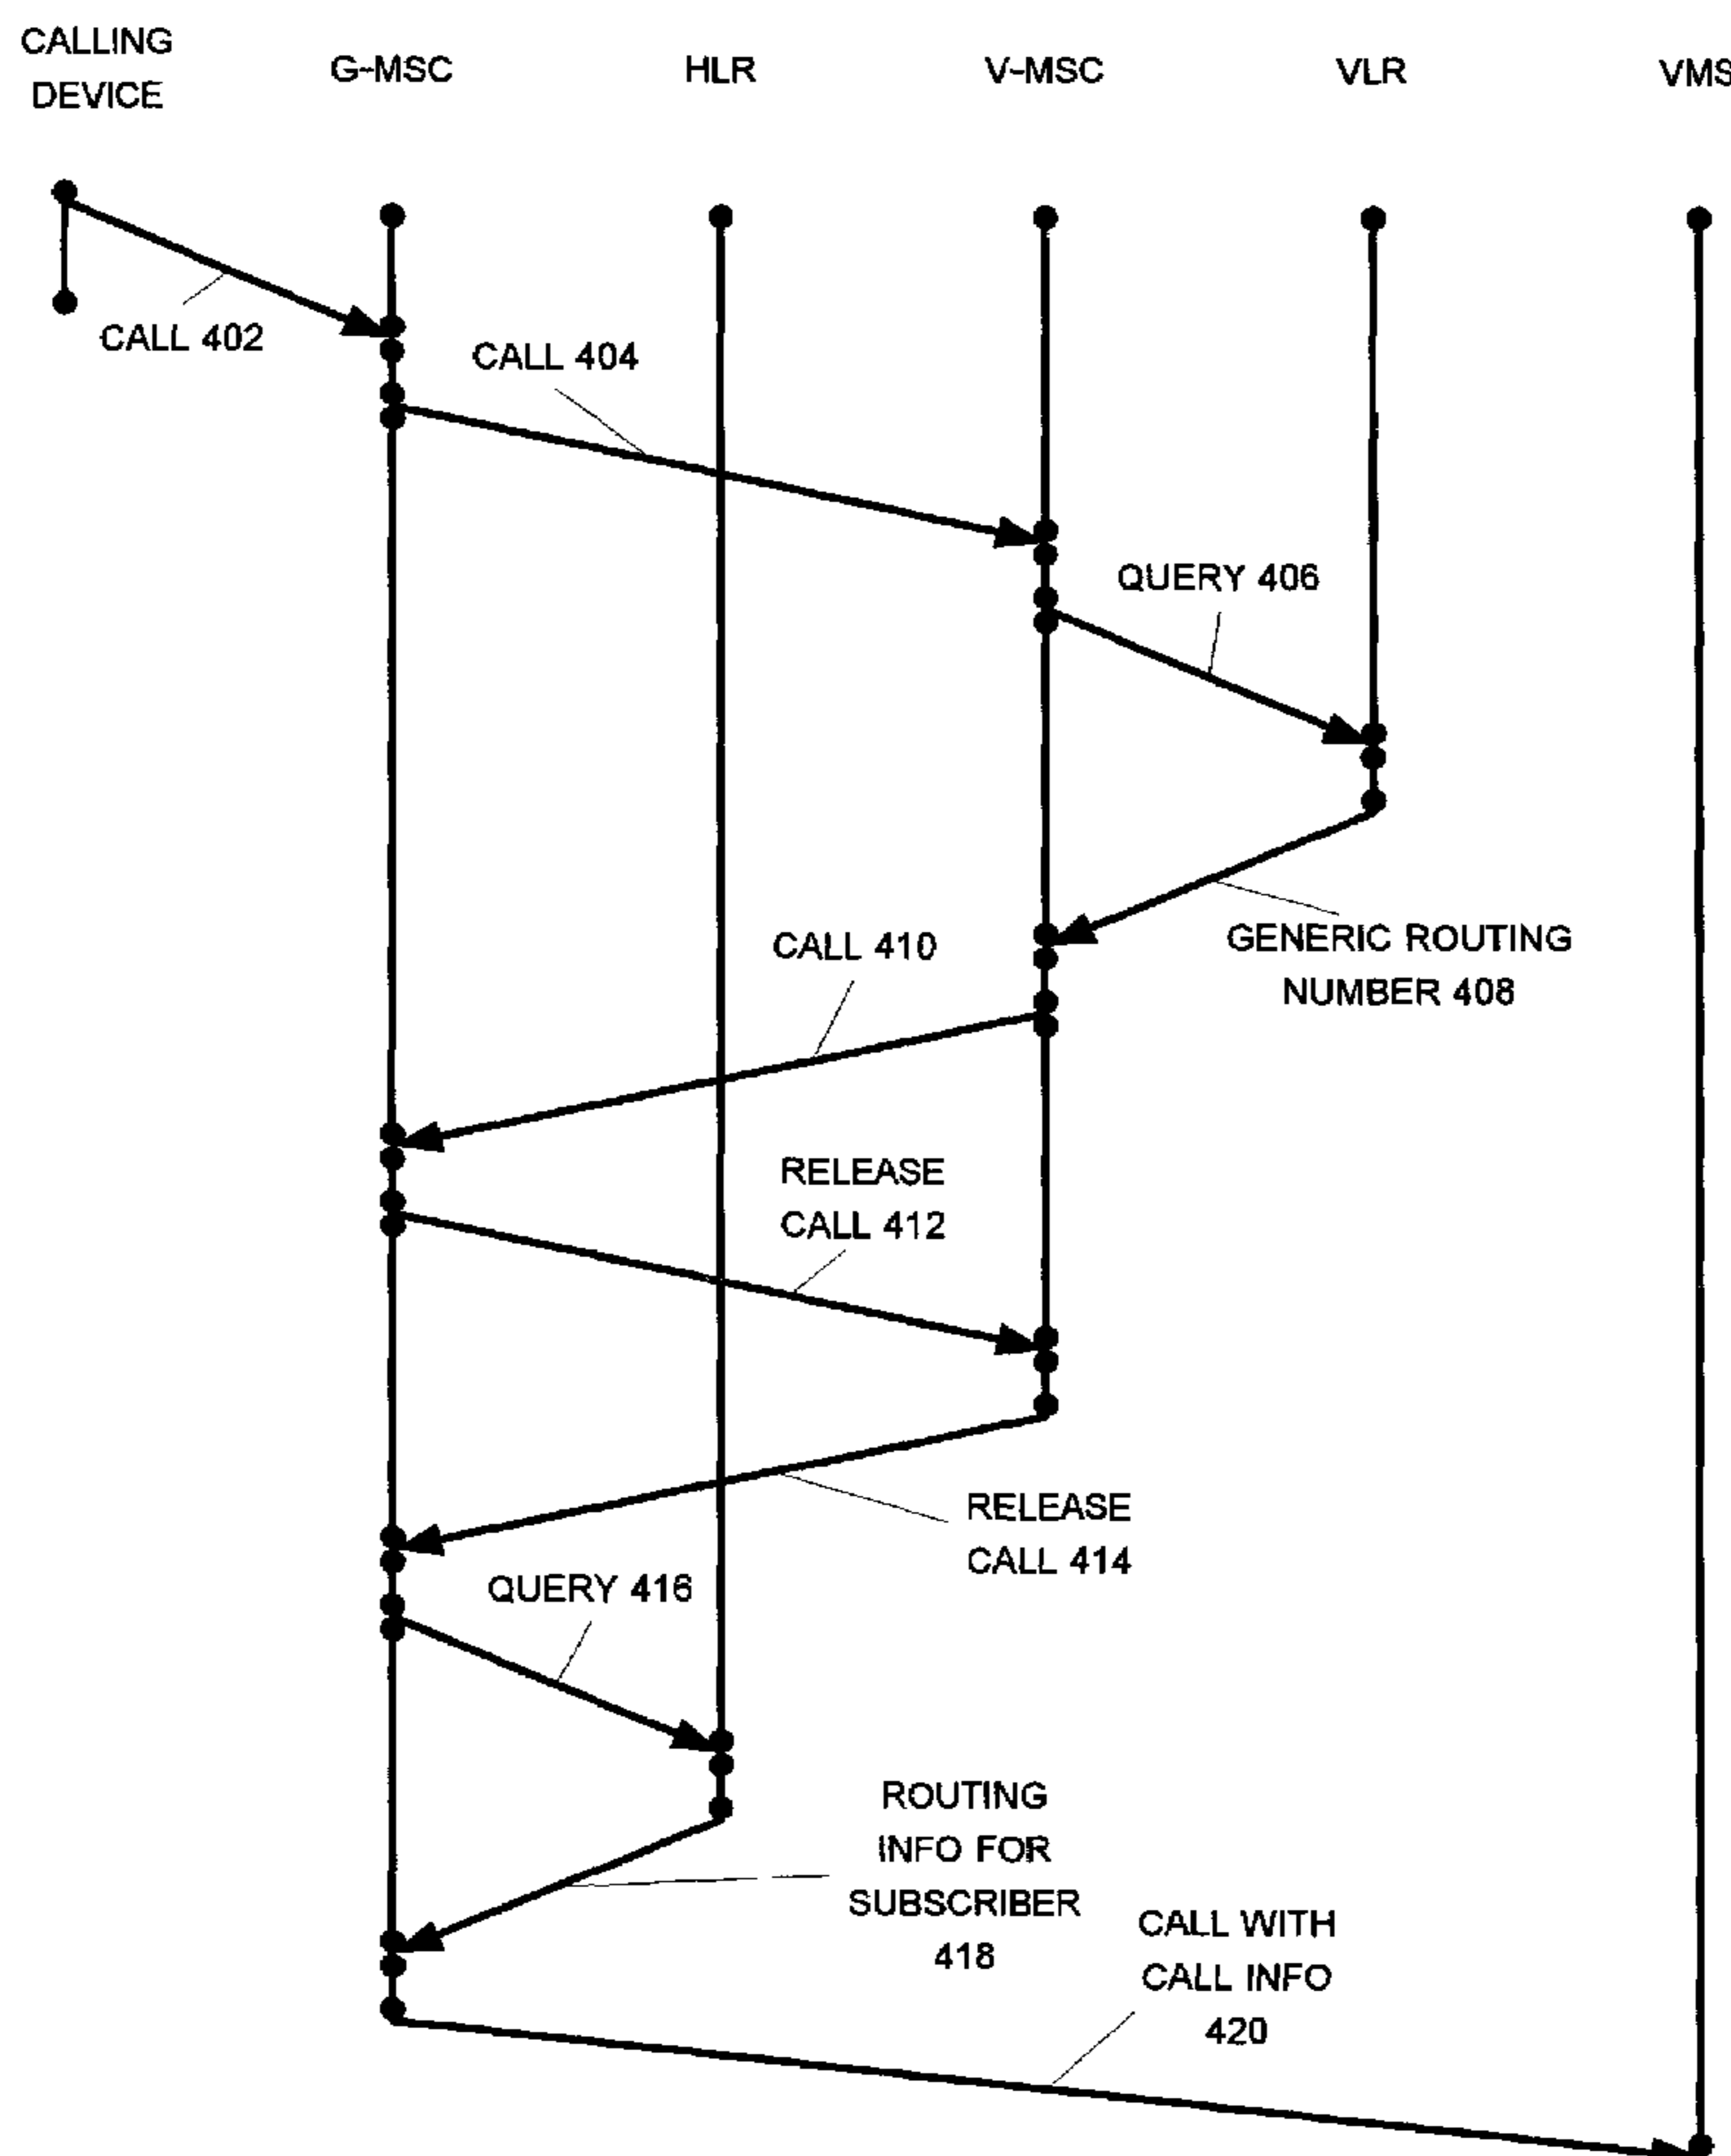 CALLING
DEVICE
G-MSC
HLR
V-MSC
VLR
VMS
CALL 402
CALL 404
QUERY 406
GENERIC ROUTING
NUMBER 408
CALL 410
RELEASE
CALL 412
RELEASE
CALL 414
QUERY 416
ROUTING
INFO FOR
SUBSCRIBER
418
CALL WITH
CALL INFO
420